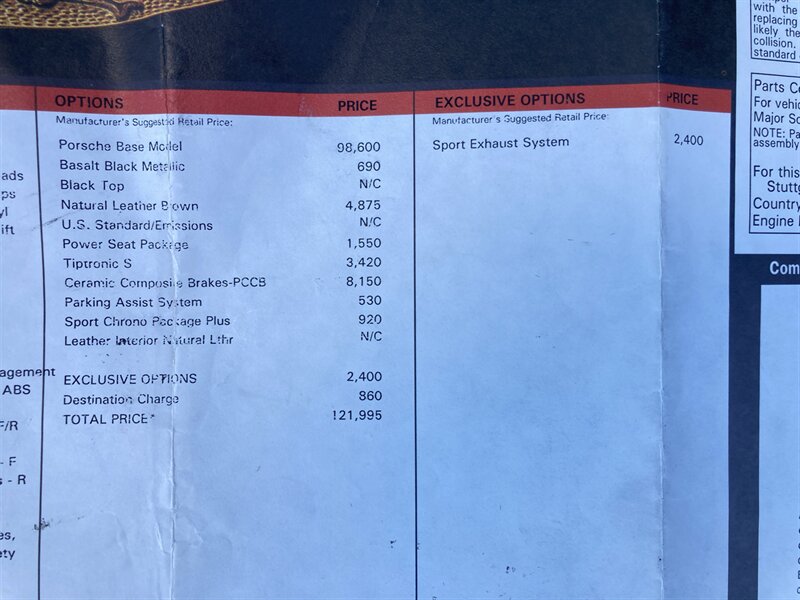 ads
ps
yl
ift
agement
ABS
F/R
- F
s - R
es,
ety
OPTIONS PRICE
Manufacturer's Suggested Retail Price:
Porsche Base Model 98,600
Basalt Black Metallic 690
Black Top N/C
Natural Leather Brown 4,875
U.S. Standard/Emissions N/C
Power Seat Package 1,550
Tiptronic S 3,420
Ceramic Composite Brakes-PCCB 8,150
Parking Assist System 530
Sport Chrono Package Plus 920
Leather Interior Natural Lthr N/C
EXCLUSIVE OPTIONS 2,400
Destination Charge 860
TOTAL PRICE* 121,995
EXCLUSIVE OPTIONS PRICE
Manufacturer's Suggested Retail Price:
Sport Exhaust System 2,400
with the
replacing
likely the
collision.
standard
Parts Co
For vehic
Major So
NOTE: Pa
assembly
For this
Stuttg
Country
Engine
Com